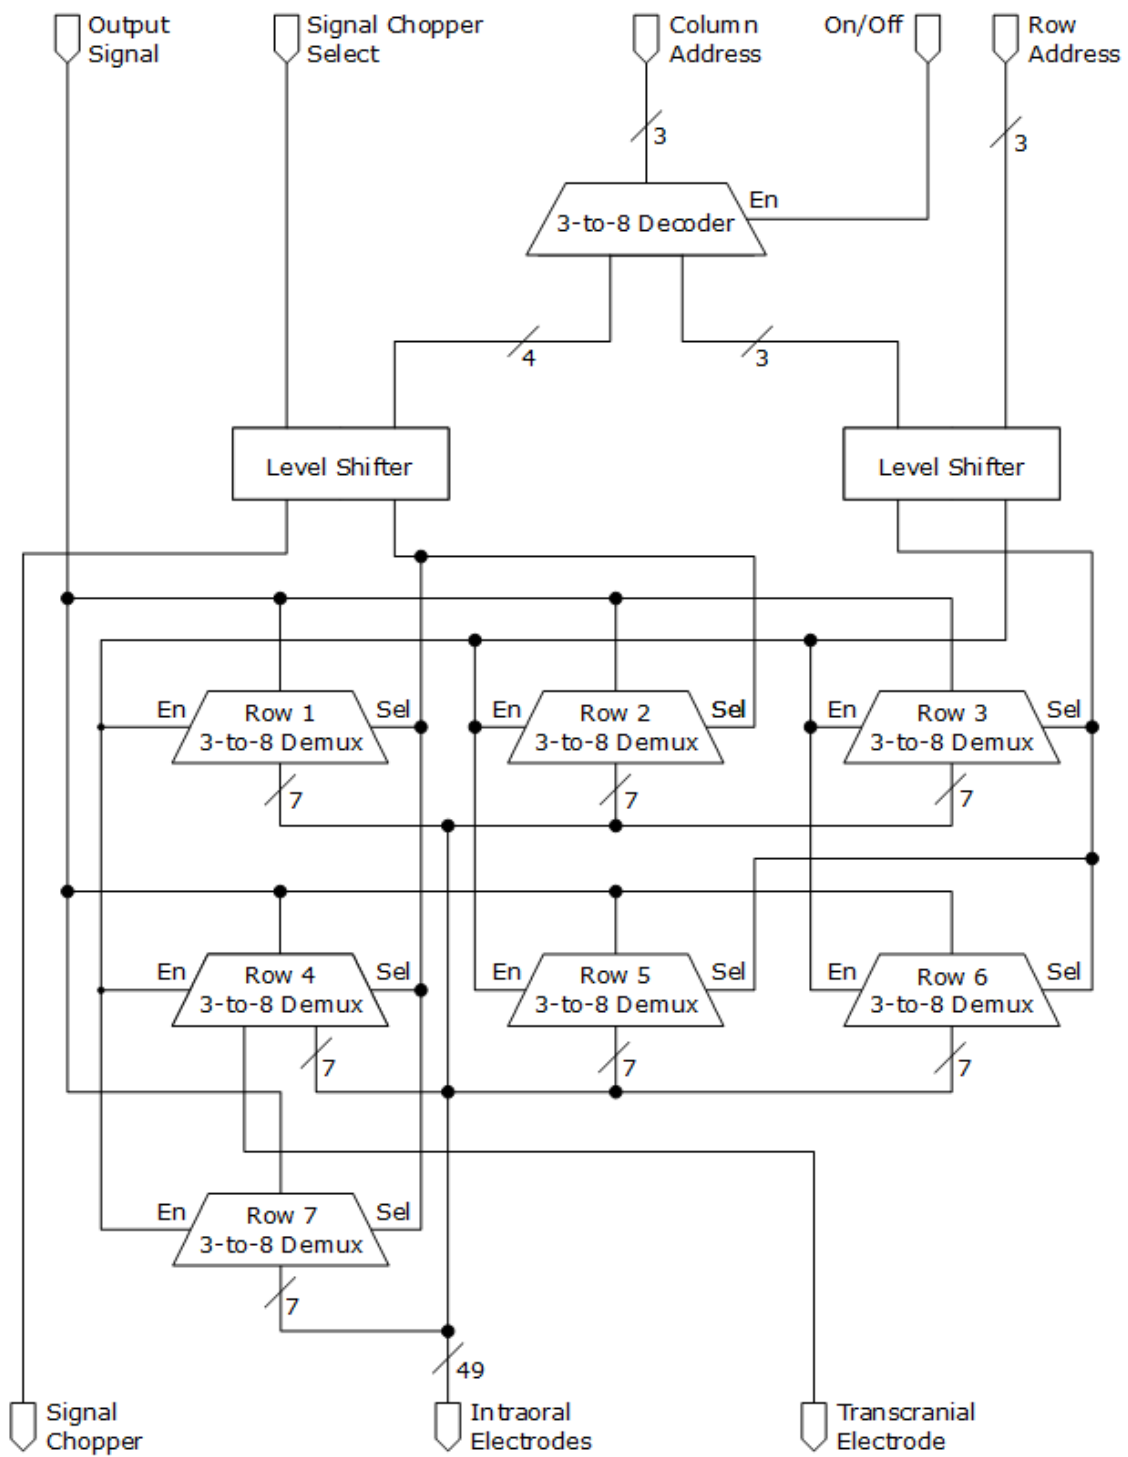 Output
Signal
Signal Chopper
Select
Column
Address
On/Off
Row
Address
3
3
En
3-to-8 Decoder
4
3
Level Shifter
Level Shifter
En
Row 1
3-to-8 Demux
Sel
En
Row 2
3-to-8 Demux
Sel
En
Row 3
3-to-8 Demux
Sel
7
7
7
En
Row 4
3-to-8 Demux
Sel
En
Row 5
3-to-8 Demux
Sel
En
Row 6
3-to-8 Demux
Sel
7
7
7
En
Row 7
3-to-8 Demux
Sel
7
49
Signal
Chopper
Intraoral
Electrodes
Transcranial
Electrode